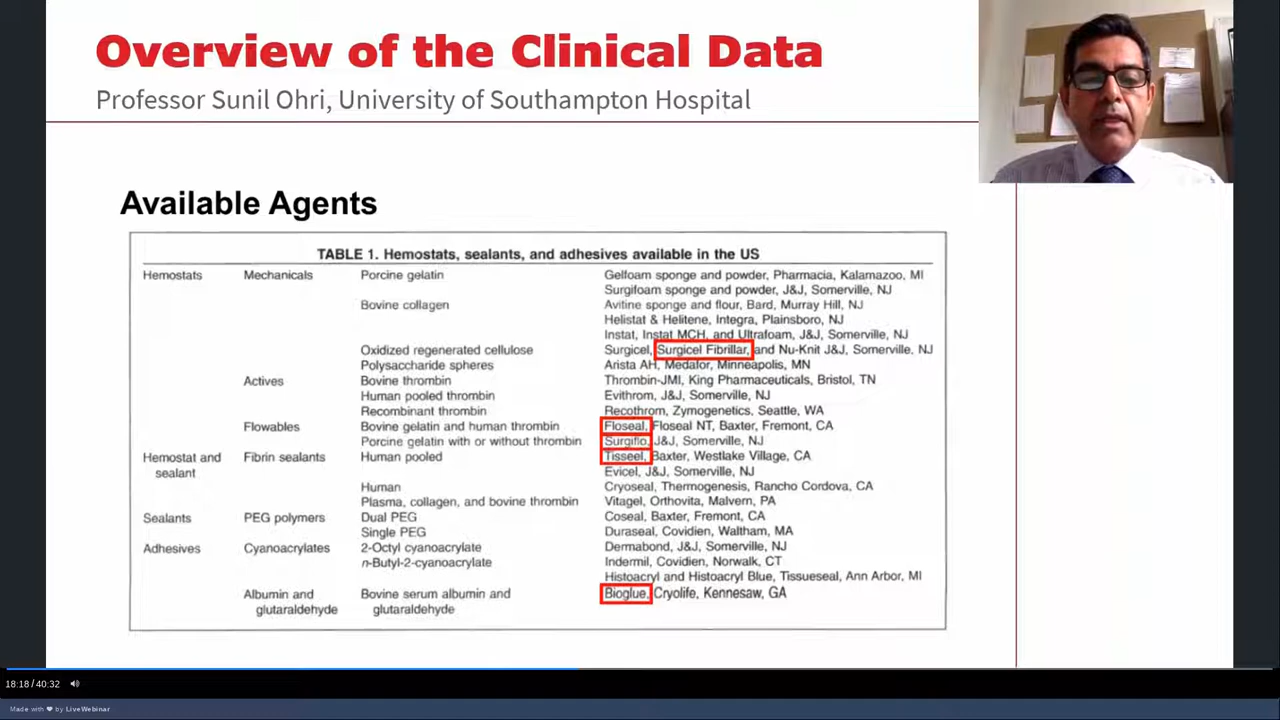 Overview of the Clinical Data
Professor Sunil Ohri, University of Southampton Hospital
Available Agents
TABLE 1. Hemostats, sealants, and adhesives available in the US
Hemostats Mechanicals Porcine gelatin Gelfoam sponge and powder, Pharmacia, Kalamazoo, MI
Surgifoam sponge and powder, J&J, Somerville, NJ
Bovine collagen Avitine sponge and flour, Bard, Murray Hill, NJ
Helistat & Helitene, Integra, Plainsboro, NJ
Instat, Instat MCH, and Ultrafoam, J&J, Somerville, NJ
Oxidized regenerated cellulose Surgicel, Surgicel Fibrillar, and Nu-Knit J&J, Somerville, NJ
Polysaccharide spheres Arista AH, Medafor, Minneapolis, MN
Actives Bovine thrombin Thrombin-JMI, King Pharmaceuticals, Bristol, TN
Human pooled thrombin Evithrom, J&J, Somerville, NJ
Recombinant thrombin Recothrom, Zymogenetics, Seattle, WA
Flowables Bovine gelatin and human thrombin Floseal, Floseal NT, Baxter, Fremont, CA
Porcine gelatin with or without thrombin Surgiflo, J&J, Somerville, NJ
Hemostat and Fibrin sealants Human pooled Tisseel, Baxter, Westlake Village, CA
sealant Evicel, J&J, Somerville, NJ
Human Cryoseal, Thermogenesis, Rancho Cordova, CA
Plasma, collagen, and bovine thrombin Vitagel, Orthovita, Malvern, PA
Sealants PEG polymers Dual PEG Coseal, Baxter, Fremont, CA
Single PEG Duraseal, Covidien, Waltham, MA
Adhesives Cyanoacrylates 2-Octyl cyanoacrylate Dermabond, J&J, Somerville, NJ
n-Butyl-2-cyanoacrylate Indermil, Covidien, Norwalk, CT
Histoacryl and Histoacryl Blue, Tissueseal, Ann Arbor, MI
Albumin and Bovine serum albumin and Bioglue, Cryolife, Kennesaw, GA
glutaraldehyde glutaraldehyde
18:18 / 40:32
Made with ❤ by LiveWebinar